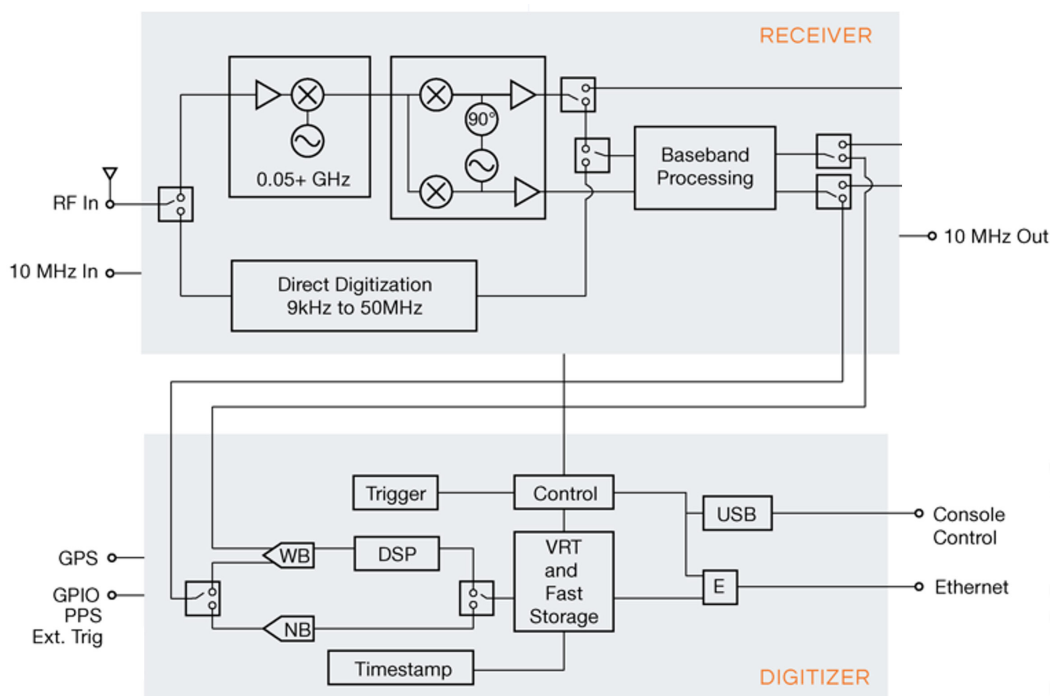 RECEIVER
90°
0.05+ GHz
Baseband
Processing
RF In
10 MHz Out
10 MHz In
Direct Digitization
9kHz to 50MHz
Trigger
Control
USB
Console
Control
VRT
and
Fast
Storage
WB
DSP
GPS
E
Ethernet
GPIO
PPS
Ext. Trig
NB
Timestamp
DIGITIZER